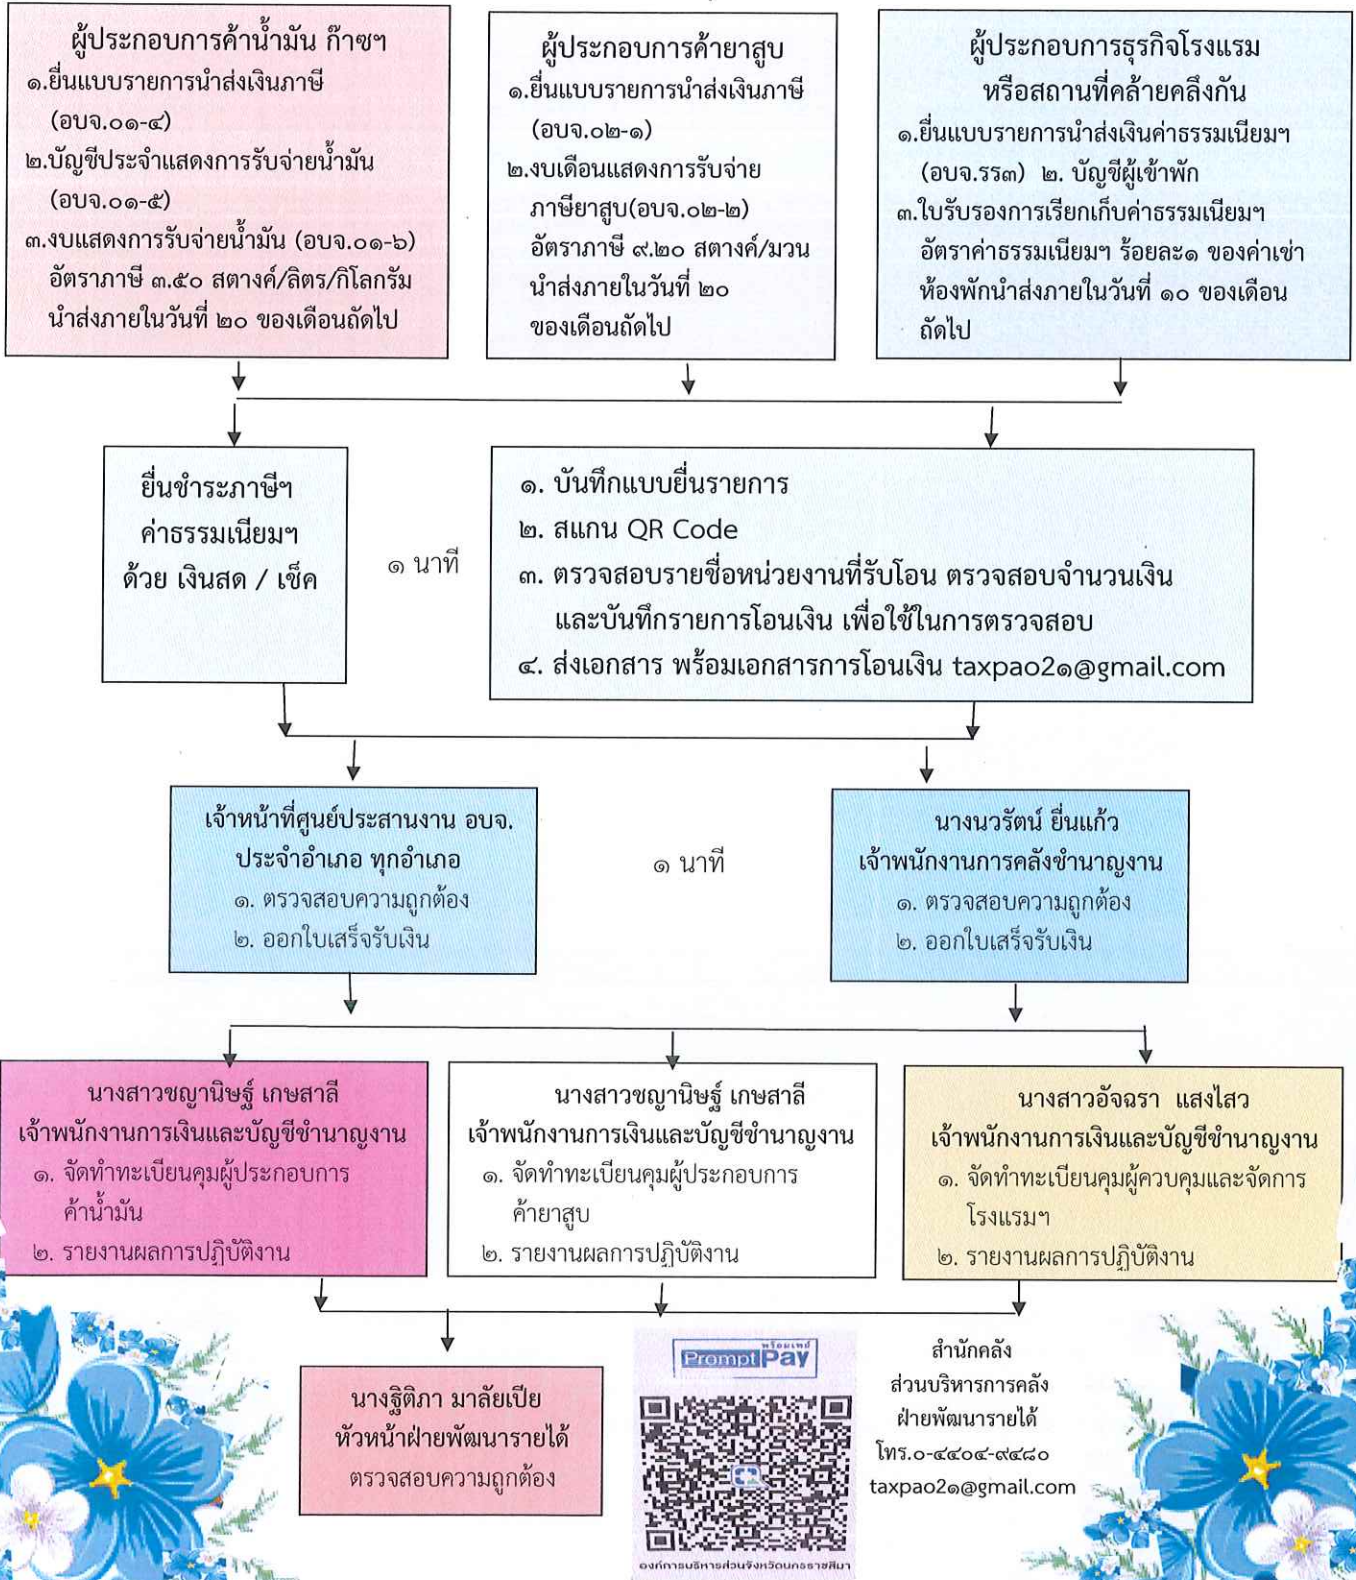 ผู้ประกอบการค้าน้ำมัน ก๊าซฯ
๑.ยื่นแบบรายการนำส่งเงินภาษี
(อบจ.๐๑-๔)
๒.บัญชีประจำแสดงการรับจ่ายน้ำมัน
(อบจ.๐๑-๕)
๓.งบแสดงการรับจ่ายน้ำมัน (อบจ.๐๑-๖)
อัตราภาษี ๓.๕๐ สตางค์/ลิตร/กิโลกรัม
นำส่งภายในวันที่ ๒๐ ของเดือนถัดไป
ผู้ประกอบการค้ายาสูบ
๑.ยื่นแบบรายการนำส่งเงินภาษี
(อบจ.๐๒-๑)
๒.งบเดือนแสดงการรับจ่าย
ภาษียาสูบ(อบจ.๐๒-๒)
อัตราภาษี ๙.๒๐ สตางค์/มวน
นำส่งภายในวันที่ ๒๐
ของเดือนถัดไป
ผู้ประกอบการธุรกิจโรงแรม
หรือสถานที่คล้ายคลึงกัน
๑.ยื่นแบบรายการนำส่งเงินค่าธรรมเนียมฯ
(อบจ.รร๓) ๒. บัญชีผู้เข้าพัก
๓.ใบรับรองการเรียกเก็บค่าธรรมเนียมฯ
อัตราค่าธรรมเนียมฯ ร้อยละ๑ ของค่าเช่า
ห้องพักนำส่งภายในวันที่ ๑๐ ของเดือน
ถัดไป
ยื่นชำระภาษีฯ
ค่าธรรมเนียมฯ
ด้วย เงินสด / เช็ค
๑ นาที
๑. บันทึกแบบยื่นรายการ
๒. สแกน QR Code
๓. ตรวจสอบรายชื่อหน่วยงานที่รับโอน ตรวจสอบจำนวนเงิน
และบันทึกรายการโอนเงิน เพื่อใช้ในการตรวจสอบ
๔. ส่งเอกสาร พร้อมเอกสารการโอนเงิน taxpao2๑@gmail.com
เจ้าหน้าที่ศูนย์ประสานงาน อบจ.
ประจำอำเภอ ทุกอำเภอ
๑. ตรวจสอบความถูกต้อง
๒. ออกใบเสร็จรับเงิน
๑ นาที
นางนวรัตน์ ยื่นแก้ว
เจ้าพนักงานการคลังชำนาญงาน
๑. ตรวจสอบความถูกต้อง
๒. ออกใบเสร็จรับเงิน
นางสาวชญานิษฐ์ เกษสาลี
เจ้าพนักงานการเงินและบัญชีชำนาญงาน
๑. จัดทำทะเบียนคุมผู้ประกอบการ
ค้าน้ำมัน
๒. รายงานผลการปฏิบัติงาน
นางสาวชญานิษฐ์ เกษสาลี
เจ้าพนักงานการเงินและบัญชีชำนาญงาน
๑. จัดทำทะเบียนคุมผู้ประกอบการ
ค้ายาสูบ
๒. รายงานผลการปฏิบัติงาน
นางสาวอัจฉรา แสงไสว
เจ้าพนักงานการเงินและบัญชีชำนาญงาน
๑. จัดทำทะเบียนคุมผู้ควบคุมและจัดการ
โรงแรมฯ
๒. รายงานผลการปฏิบัติงาน
นางฐิติภา มาลัยเปีย
หัวหน้าฝ่ายพัฒนารายได้
ตรวจสอบความถูกต้อง
พร้อมเพย์
PromptPay
องค์การบริหารส่วนจังหวัดนครราชสีมา
สำนักคลัง
ส่วนบริหารการคลัง
ฝ่ายพัฒนารายได้
โทร.๐-๔๔๐๔-๙๔๘๐
taxpao2๑@gmail.com